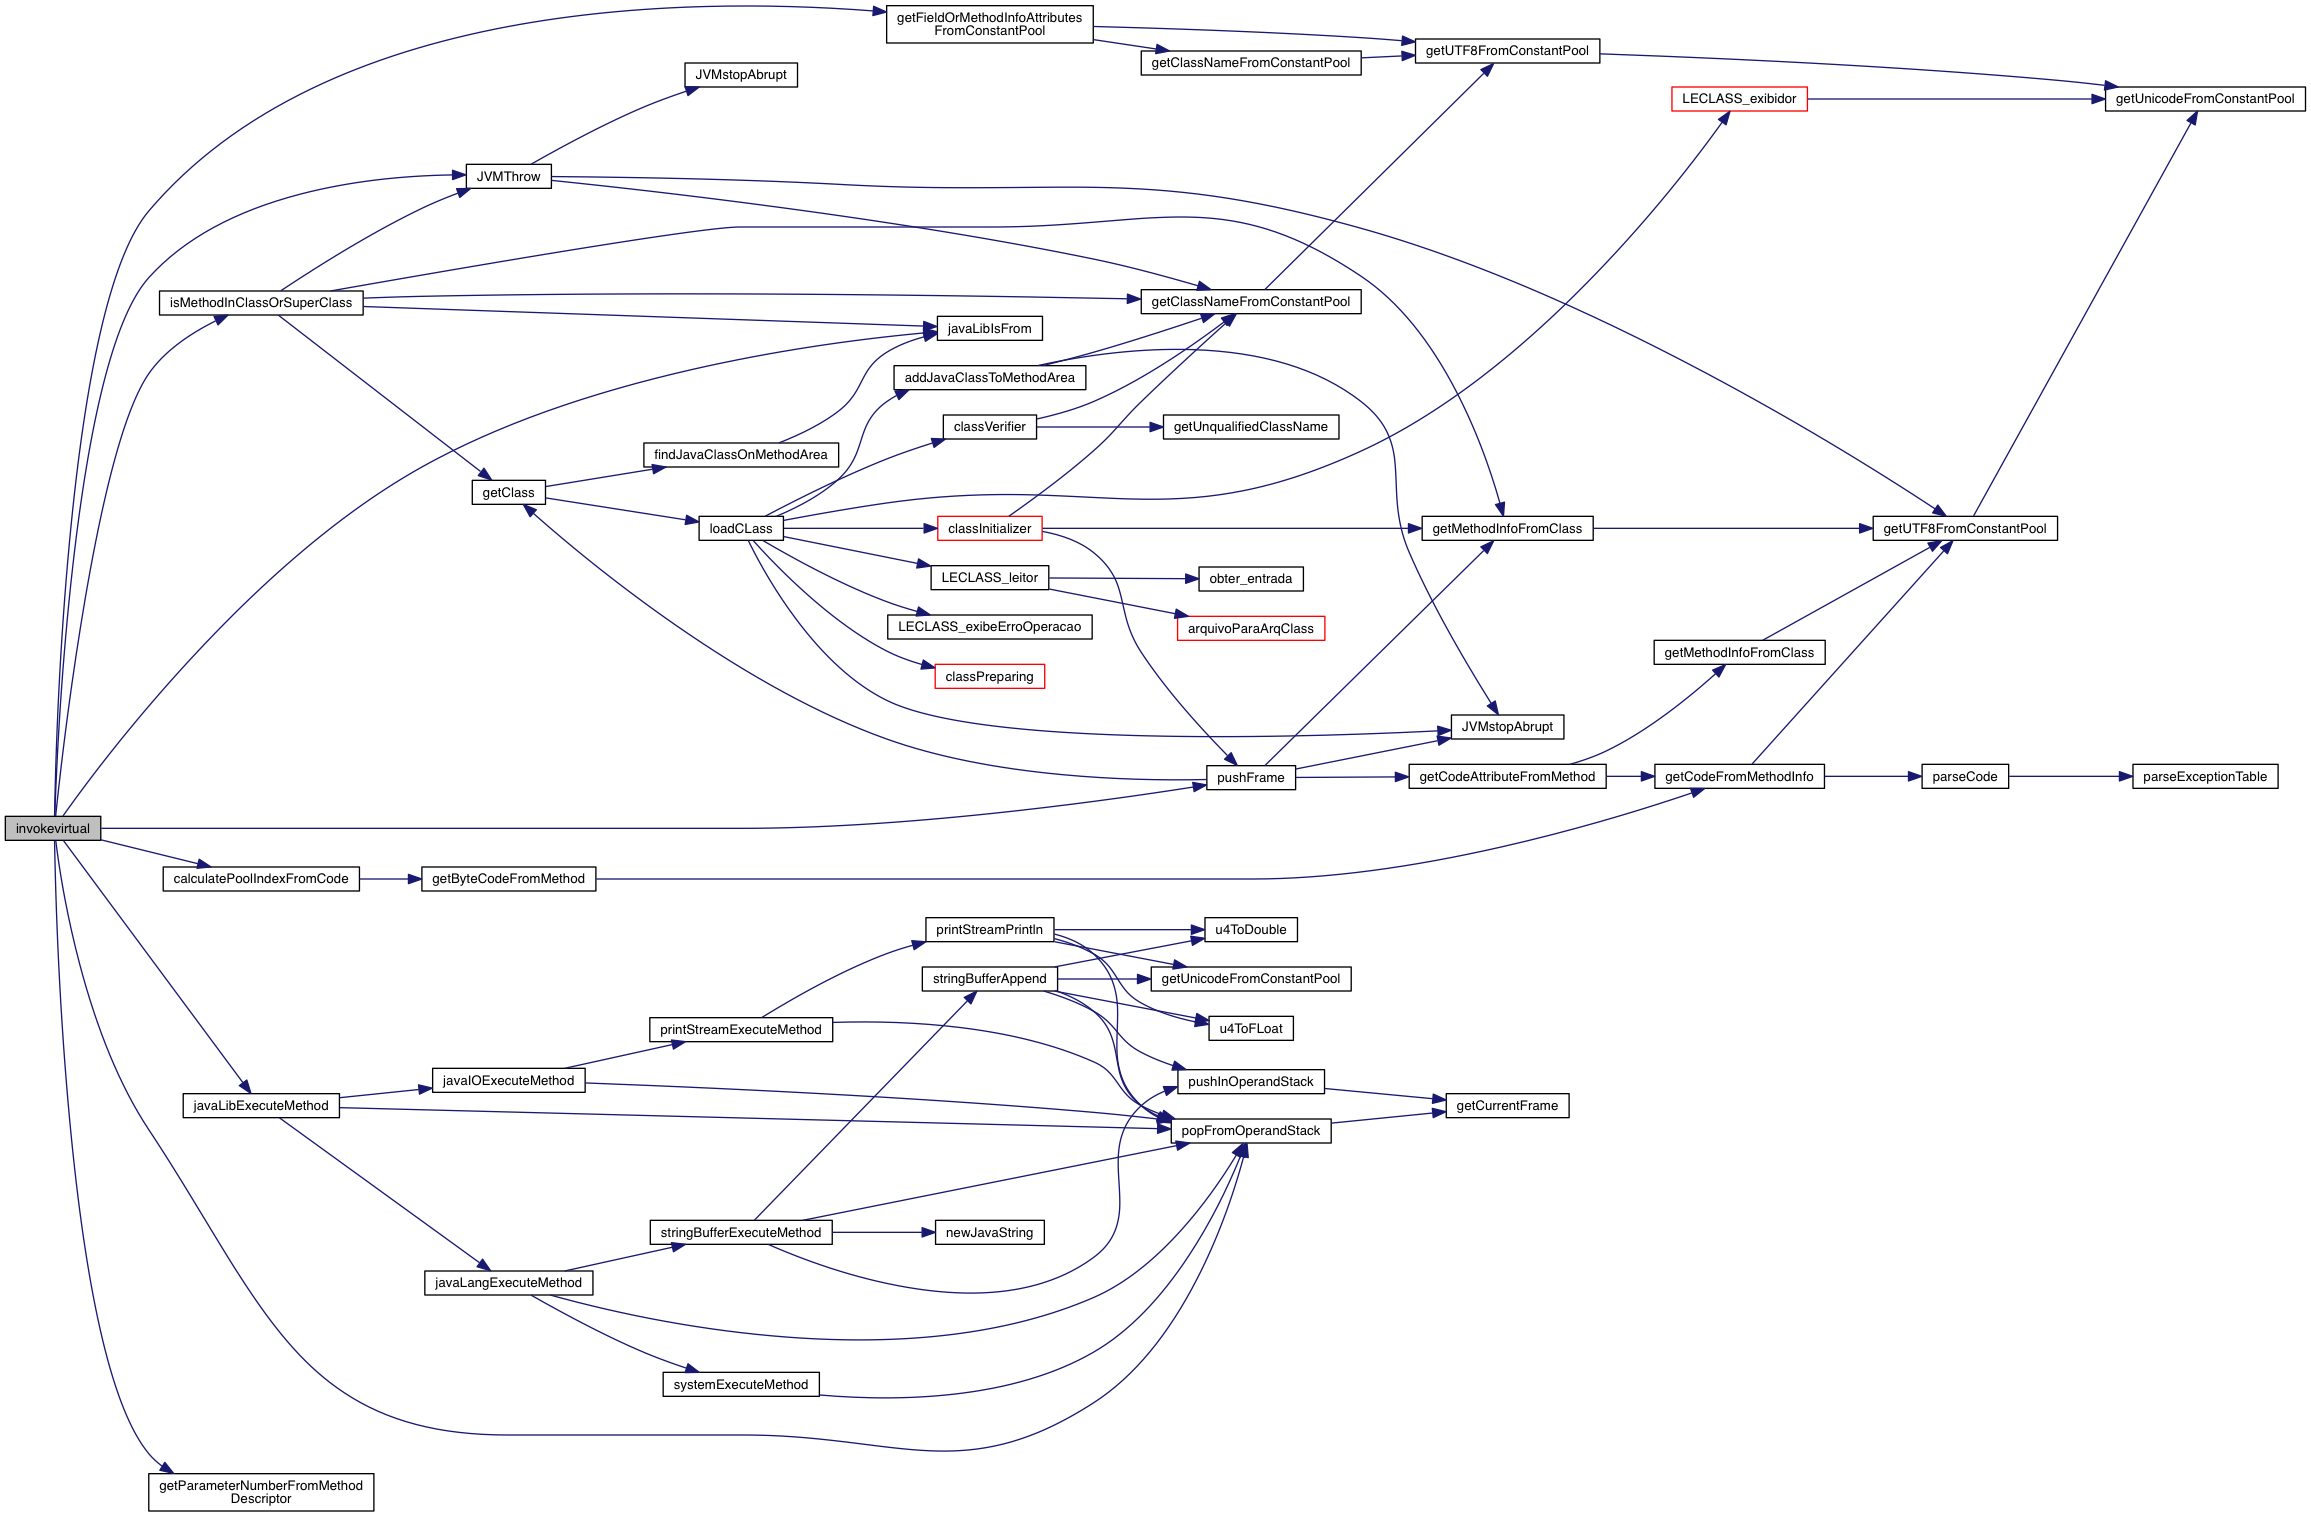 getFieldOrMethodInfoAttributes
FromConstantPool
getUTF8FromConstantPool
getClassNameFromConstantPool
JVMstopAbrupt
LECLASS_exibidor
getUnicodeFromConstantPool
JVMThrow
isMethodInClassOrSuperClass
getClassNameFromConstantPool
javaLibIsFrom
addJavaClassToMethodArea
classVerifier
getUnqualifiedClassName
findJavaClassOnMethodArea
getClass
loadCLass
classInitializer
getMethodInfoFromClass
getUTF8FromConstantPool
LECLASS_leitor
obter_entrada
LECLASS_exibeErroOperacao
arquivoParaArqClass
getMethodInfoFromClass
classPreparing
JVMstopAbrupt
pushFrame
getCodeAttributeFromMethod
getCodeFromMethodInfo
parseCode
parseExceptionTable
invokevirtual
calculatePoolIndexFromCode
getByteCodeFromMethod
printStreamPrintln
u4ToDouble
stringBufferAppend
getUnicodeFromConstantPool
printStreamExecuteMethod
u4ToFLoat
javaIOExecuteMethod
pushInOperandStack
javaLibExecuteMethod
getCurrentFrame
popFromOperandStack
stringBufferExecuteMethod
newJavaString
javaLangExecuteMethod
systemExecuteMethod
getParameterNumberFromMethod
Descriptor